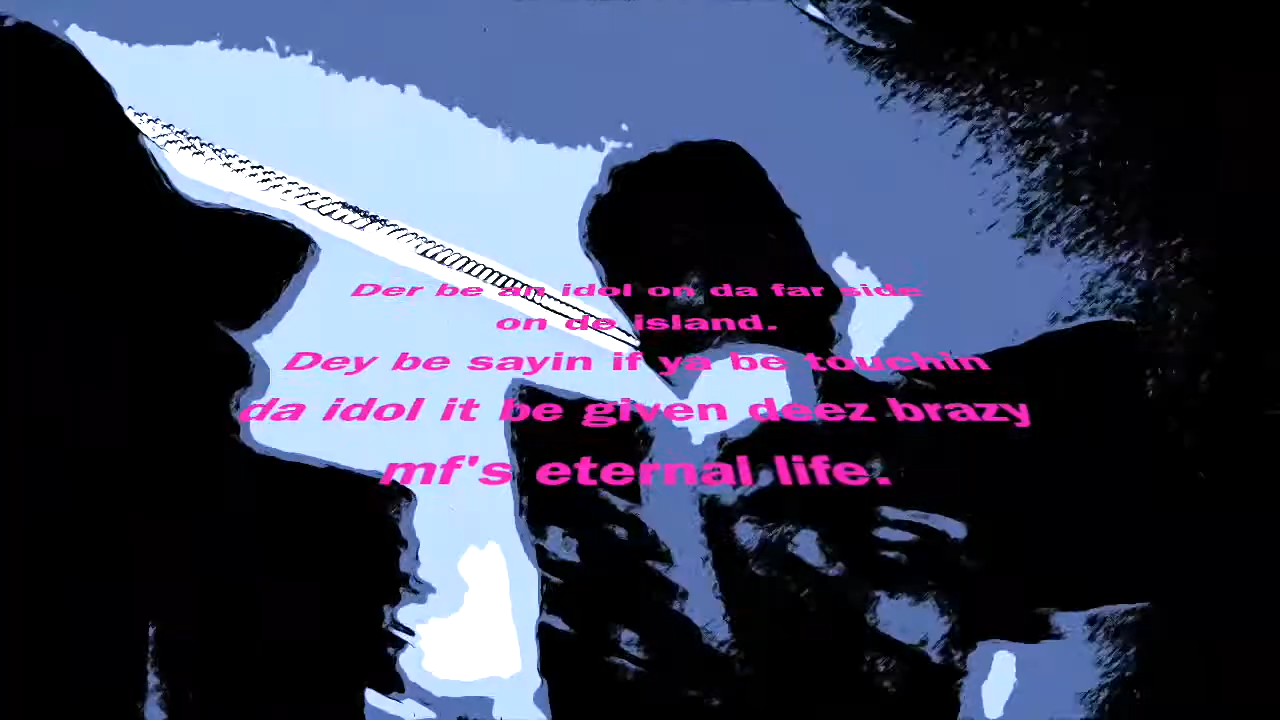 Der be an idol on da far side
on de island.
Dey be sayin if ya be touchin
da idol it be given deez brazy
mf's eternal life.